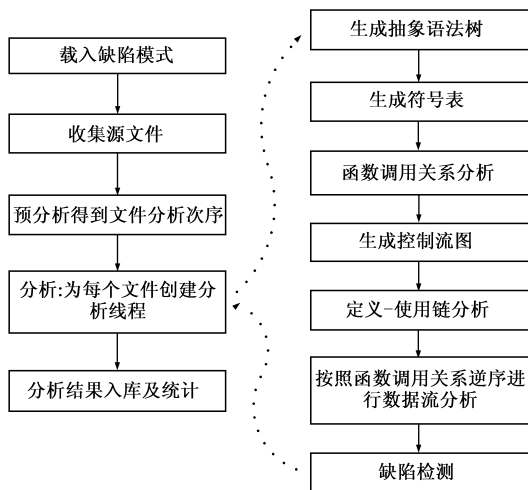 载入缺陷模式
收集源文件
预分析得到文件分析次序
分析:为每个文件创建分
析线程
分析结果入库及统计
生成抽象语法树
生成符号表
函数调用关系分析
生成控制流图
定义-使用链分析
按照函数调用关系逆序进
行数据流分析
缺陷检测